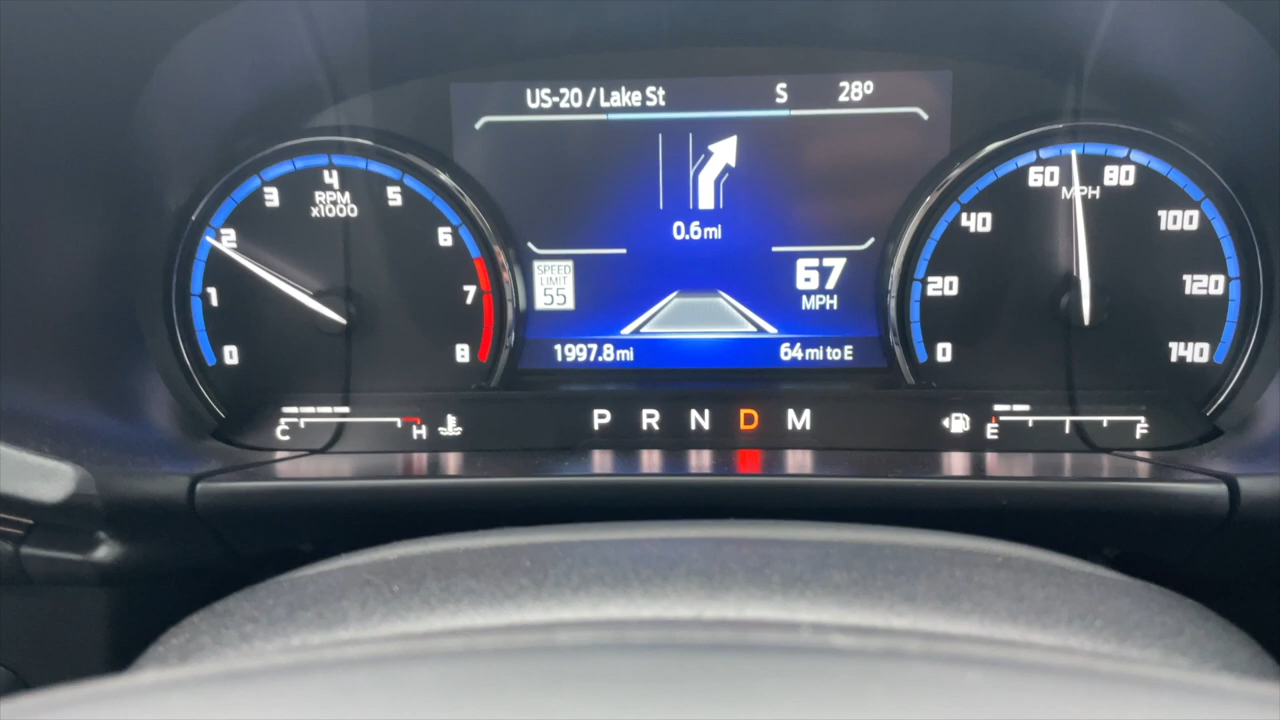 US-20 / Lake St S 28°
0.6 mi
SPEED
LIMIT
55
67
MPH
1997.8 mi 64 mi to E
0
1
2
3
4
5
6
7
8
RPM
x1000
0
20
40
60
80
100
120
140
MPH
C H
P R N D M
E F